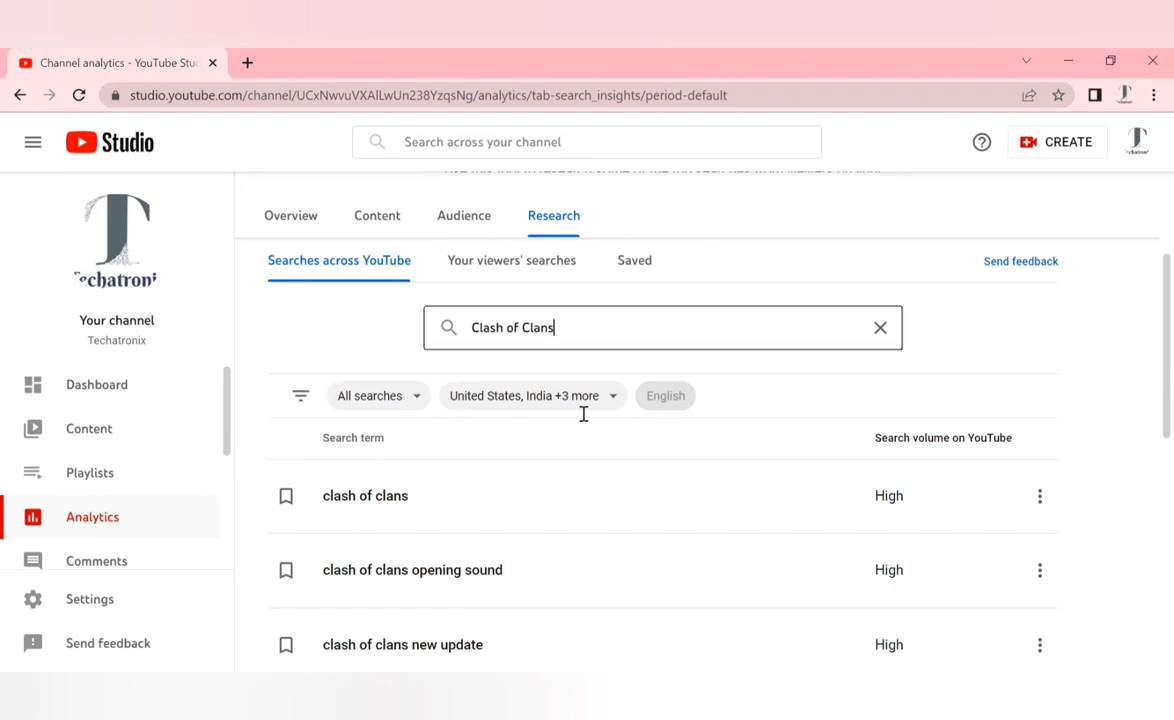 Channel analytics - YouTube Stu
studio.youtube.com/channel/UCxNwvuVXAlLwUn238YzqsNg/analytics/tab-search_insights/period-default
Studio
Search across your channel
CREATE
Techatroni
Your channel
Techatronix
Dashboard
Content
Playlists
Analytics
Comments
Settings
Send feedback
Overview Content Audience Research
Searches across YouTube Your viewers' searches Saved Send feedback
Clash of Clans
All searches United States, India +3 more English
Search term Search volume on YouTube
clash of clans High
clash of clans opening sound High
clash of clans new update High